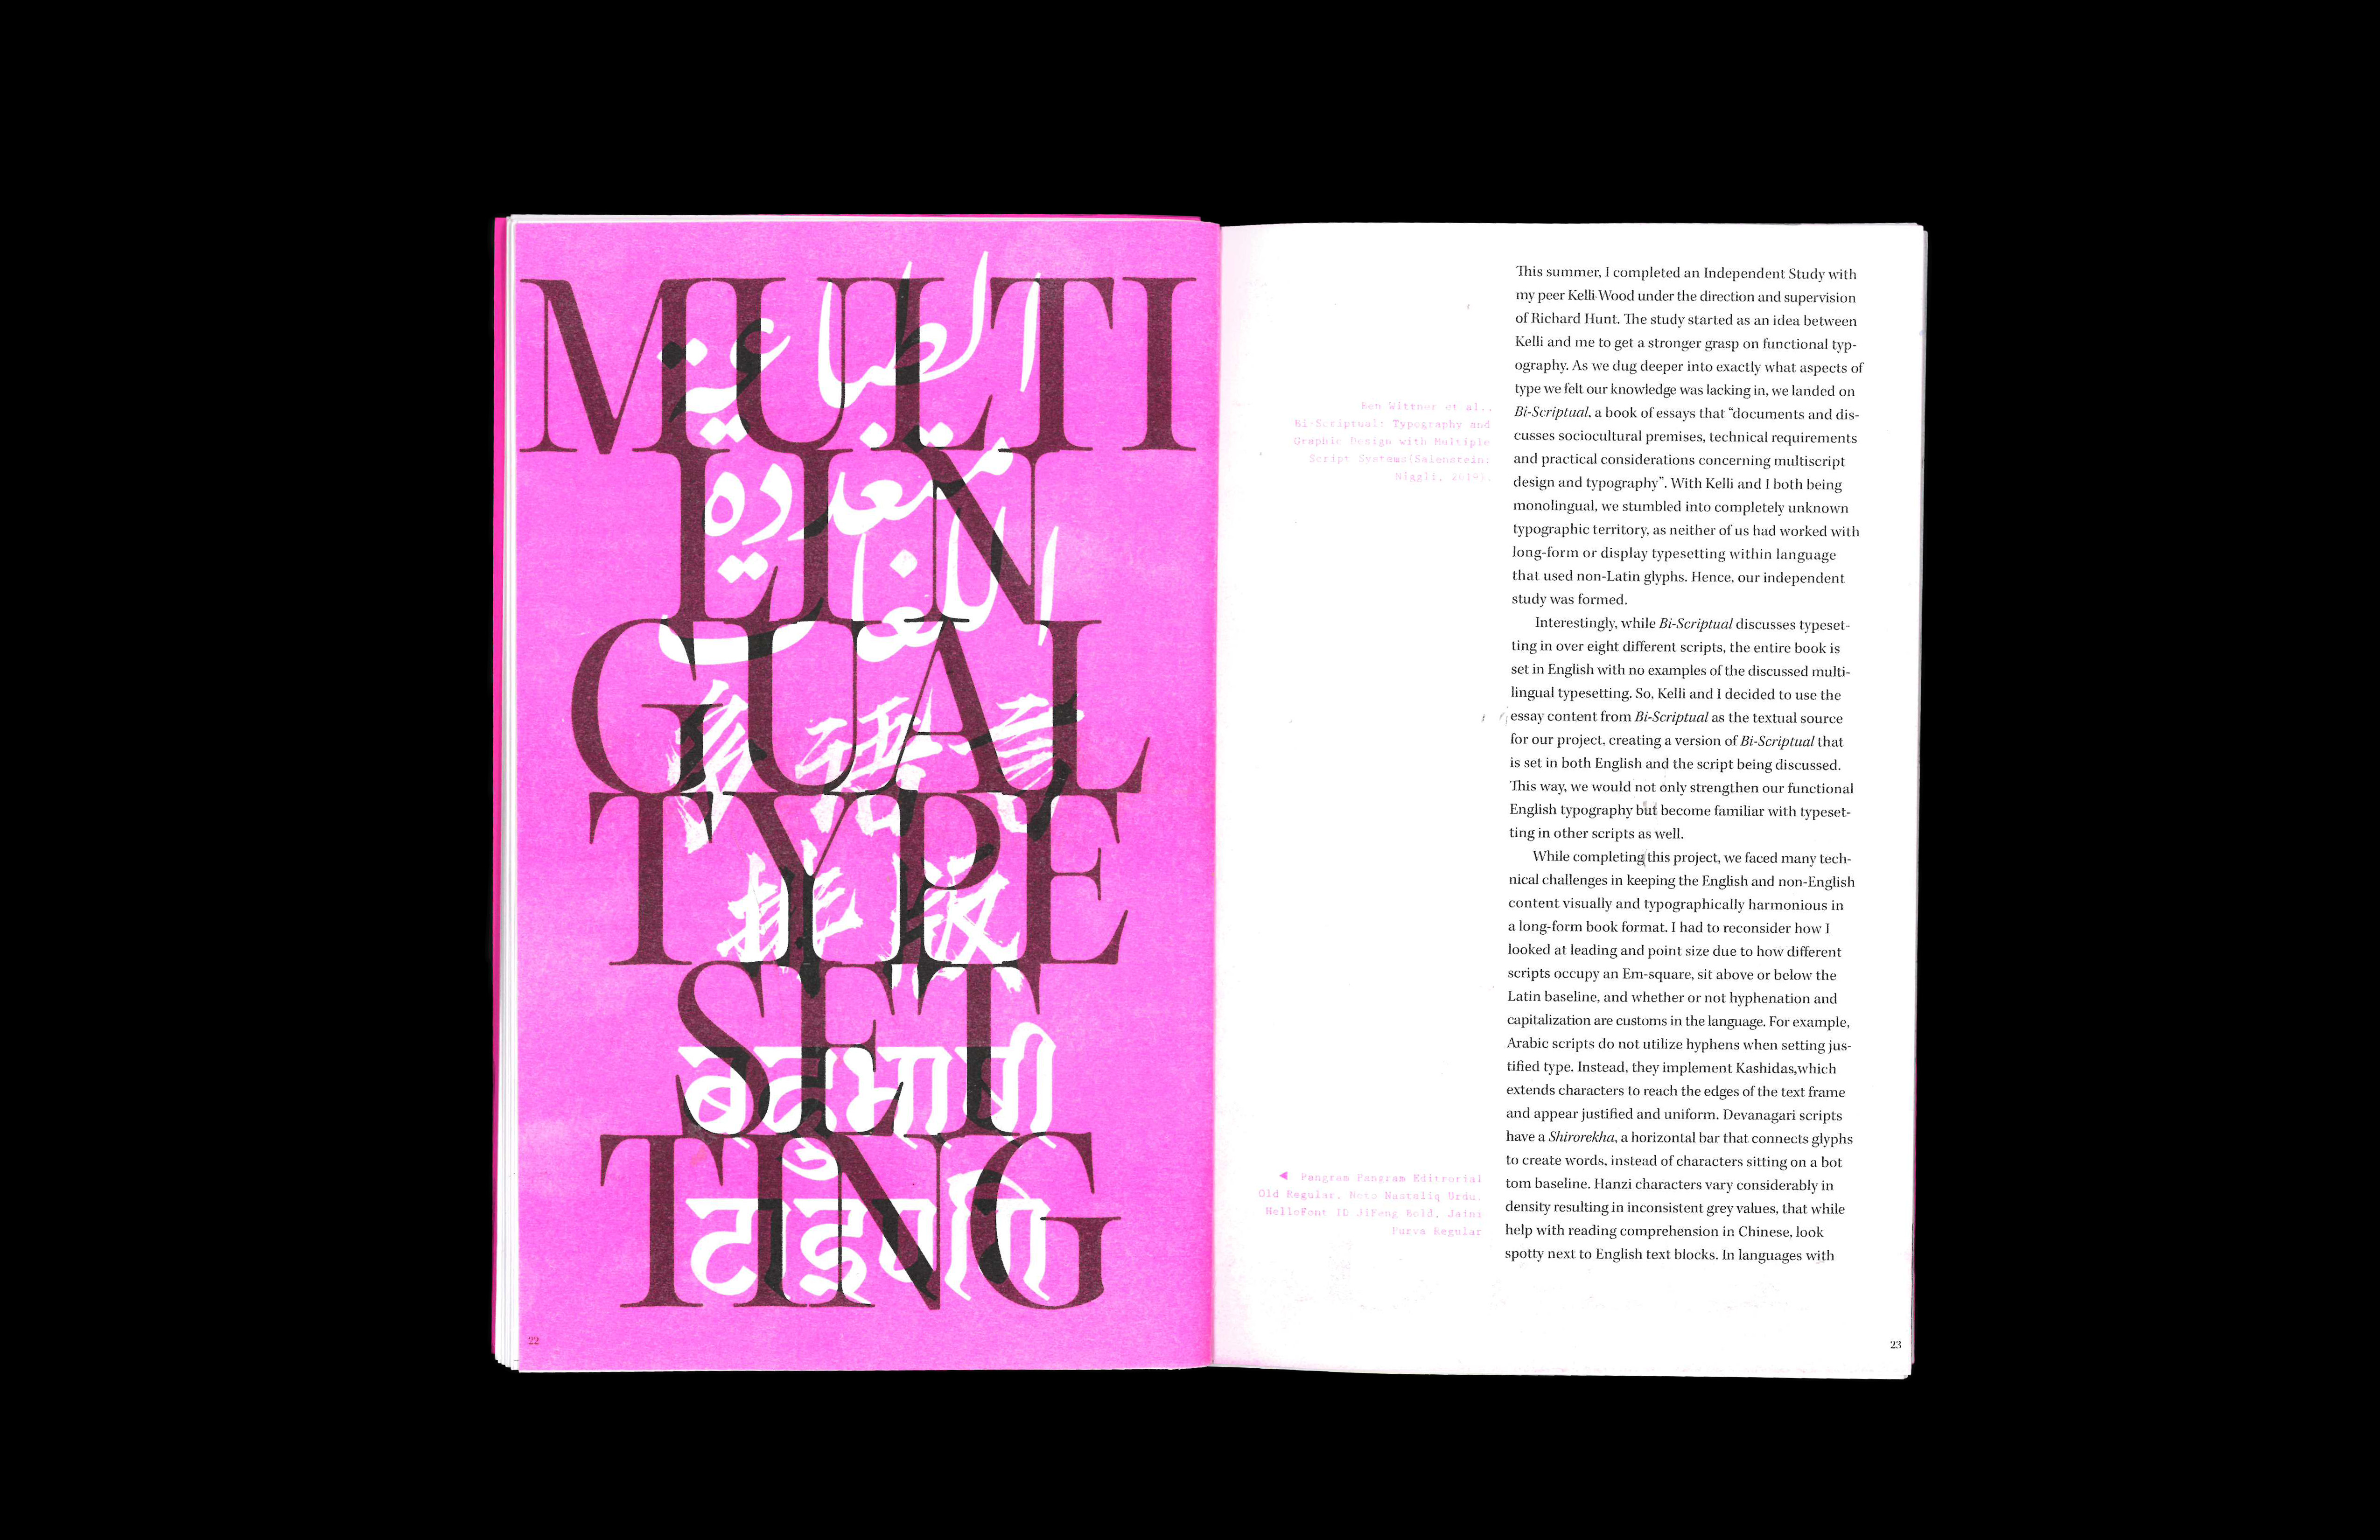 MULTI
LIN
GUAL
TYPE
SET
TING
الطباعة
متعددة
اللغات
多語言
排版
बहुभाषी
22
This summer, I completed an Independent Study with
my peer Kelli Wood under the direction and supervision
of Richard Hunt. The study started as an idea between
Kelli and me to get a stronger grasp on functional typ-
ography. As we dug deeper into exactly what aspects of
type we felt our knowledge was lacking in, we landed on
Bi-Scriptual, a book of essays that “documents and dis-
cusses sociocultural premises, technical requirements
and practical considerations concerning multiscript
design and typography”. With Kelli and I both being
monolingual, we stumbled into completely unknown
typographic territory, as neither of us had worked with
long-form or display typesetting within language
that used non-Latin glyphs. Hence, our independent
study was formed.
Interestingly, while Bi-Scriptual discusses typeset-
ting in over eight different scripts, the entire book is
set in English with no examples of the discussed multi-
lingual typesetting. So, Kelli and I decided to use the
essay content from Bi-Scriptual as the textual source
for our project, creating a version of Bi-Scriptual that
is set in both English and the script being discussed.
This way, we would not only strengthen our functional
English typography but become familiar with typeset-
ting in other scripts as well.
While completing this project, we faced many tech-
nical challenges in keeping the English and non-English
content visually and typographically harmonious in
a long-form book format. I had to reconsider how I
looked at leading and point size due to how different
scripts occupy an Em-square, sit above or below the
Latin baseline, and whether or not hyphenation and
capitalization are customs in the language. For example,
Arabic scripts do not utilize hyphens when setting jus-
tified type. Instead, they implement Kashidas,which
extends characters to reach the edges of the text frame
and appear justified and uniform. Devanagari scripts
have a Shirorekha, a horizontal bar that connects glyphs
to create words, instead of characters sitting on a bot
tom baseline. Hanzi characters vary considerably in
density resulting in inconsistent grey values, that while
help with reading comprehension in Chinese, look
spotty next to English text blocks. In languages with
Ben Wittner et al.,
Bi-Scriptual: Typography and
Graphic Design with Multiple
Script Systems(Salenstein:
Niggli, 2019).
◄ Pangram Pangram Editrorial
Old Regular, Noto Nastaliq Urdu,
HelloFont ID JiFeng Bold, Jaini
Purva Regular
23